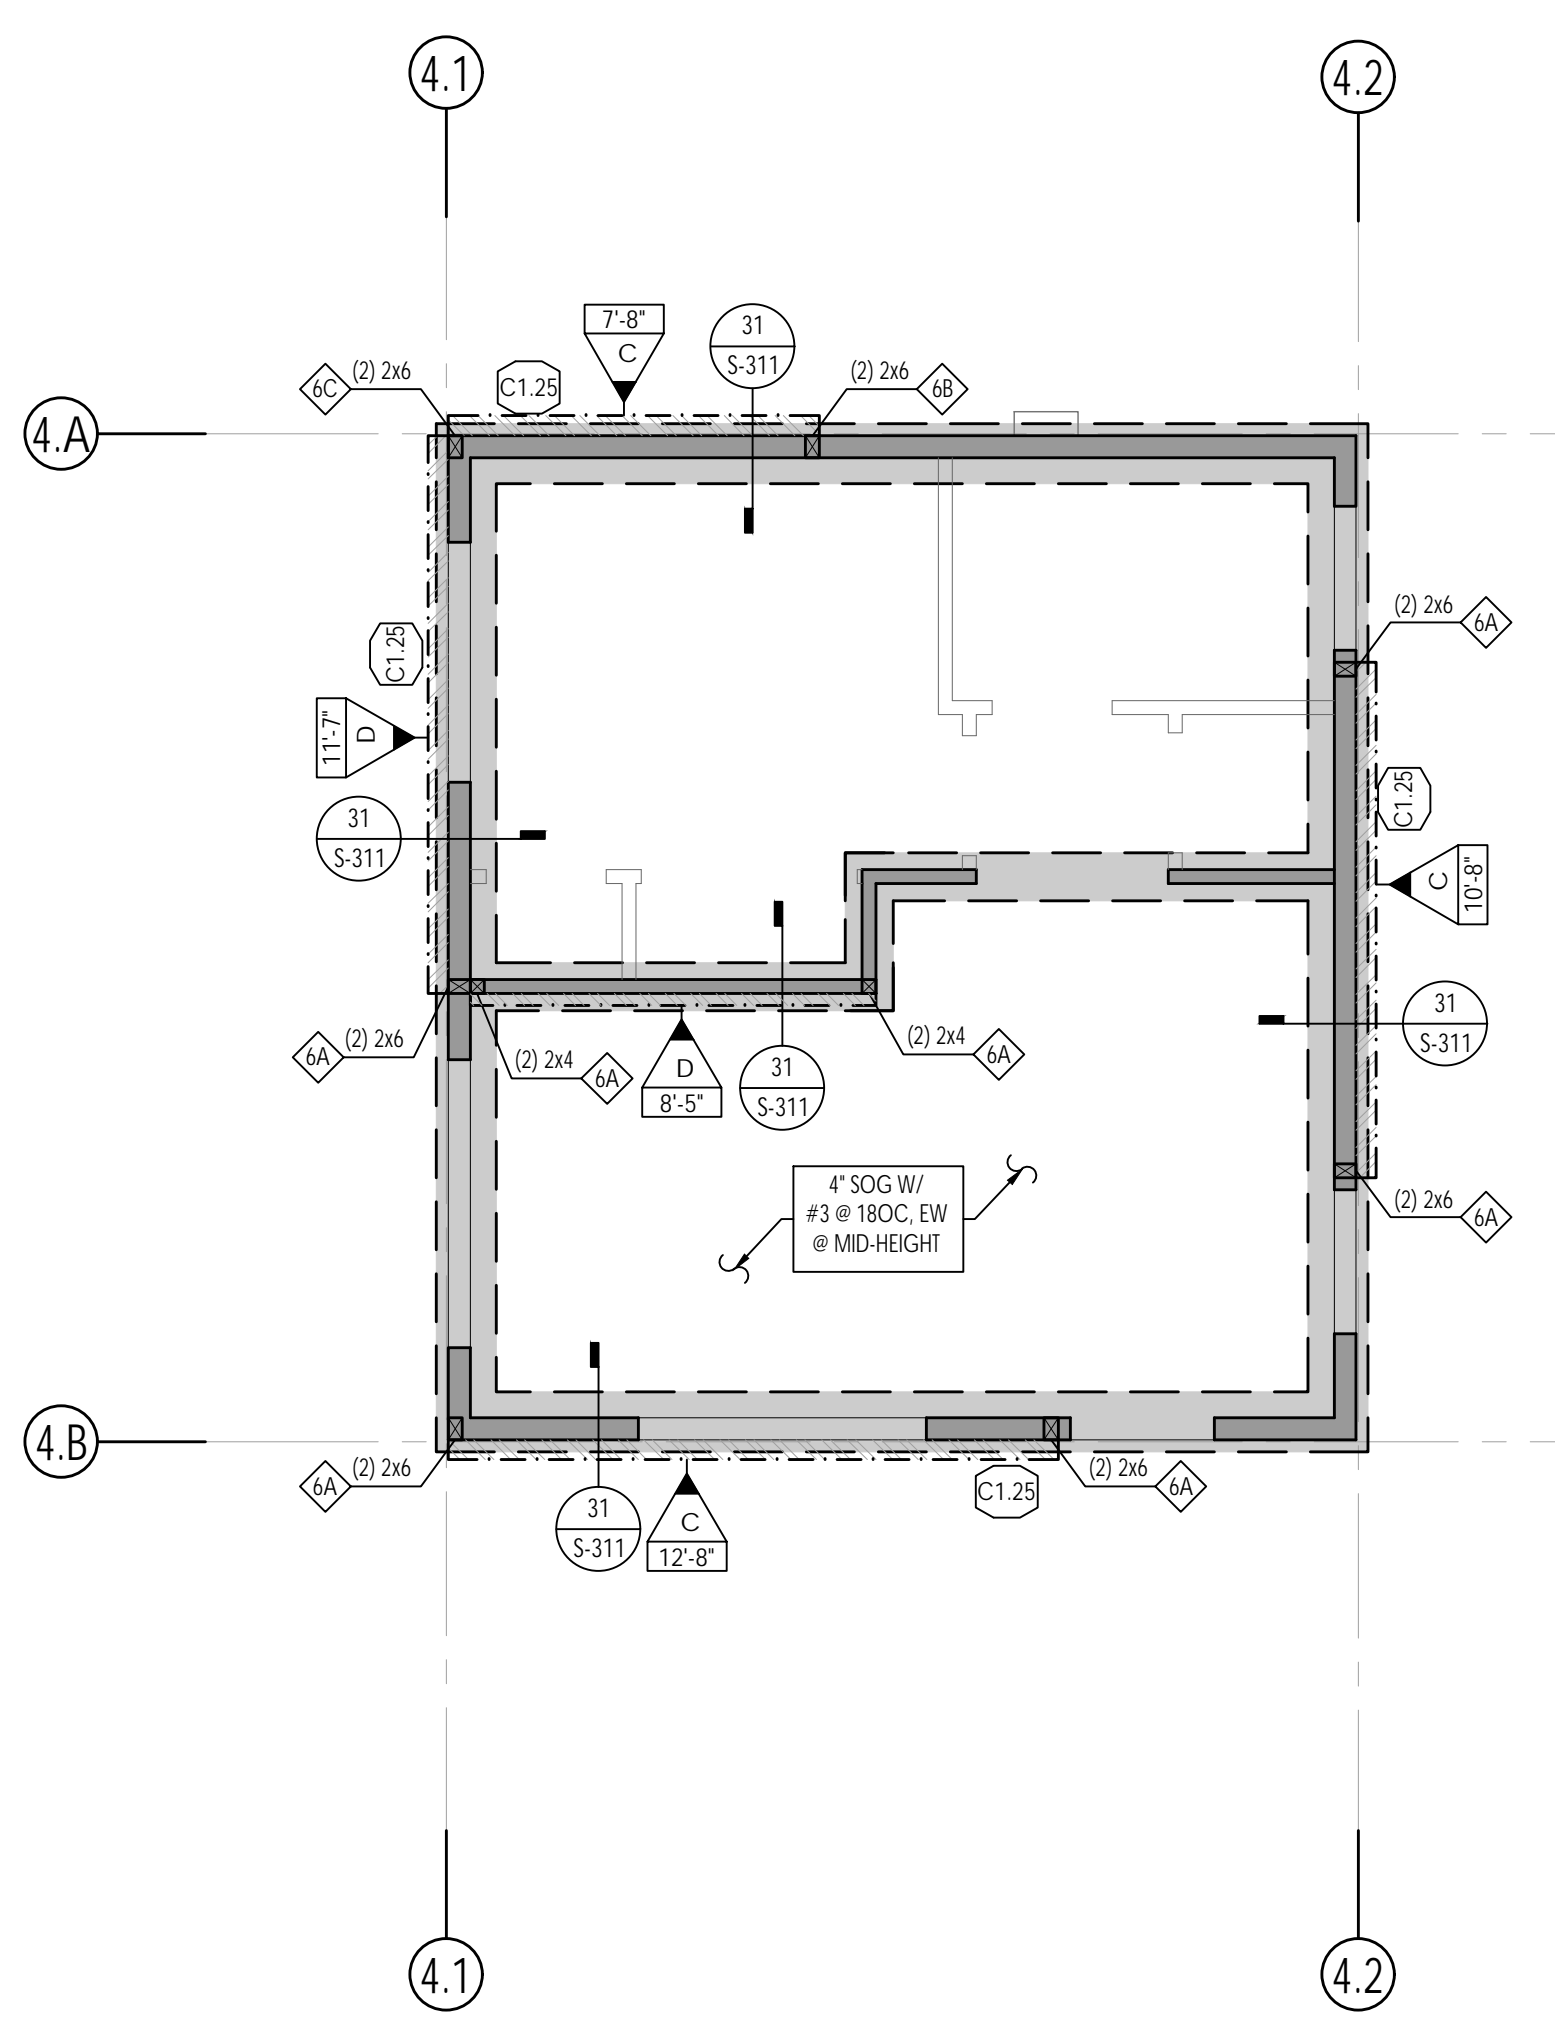 4.1
4.2
7'-8"
C
31
S-311
(2) 2x6
6C
C1.25
(2) 2x6
6B
4.A
(2) 2x6
6A
C1.25
11'-7"
D
C1.25
31
S-311
C
10'-8"
31
S-311
(2) 2x6
6A
(2) 2x4
6A
D
8'-5"
31
S-311
(2) 2x4
6A
4" SOG W/
#3 @ 18OC, EW
@ MID-HEIGHT
(2) 2x6
6A
4.B
(2) 2x6
6A
31
S-311
C
12'-8"
C1.25
(2) 2x6
6A
4.1
4.2